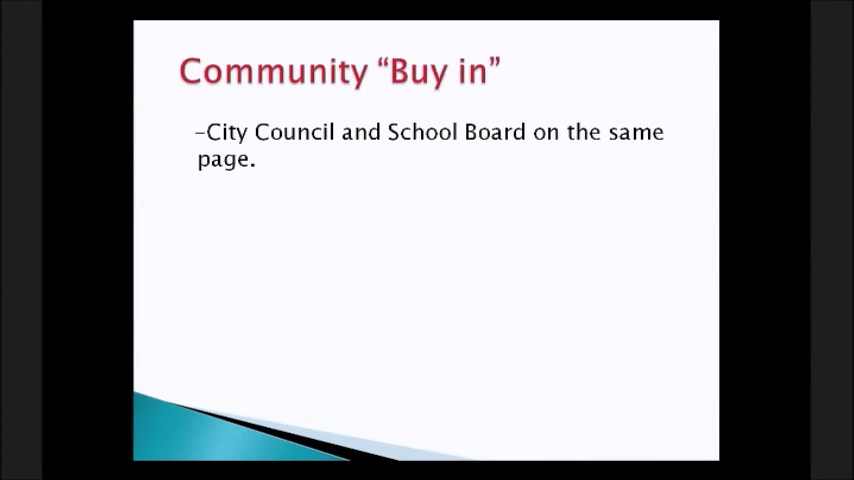 Community “Buy in”
-City Council and School Board on the same
page.